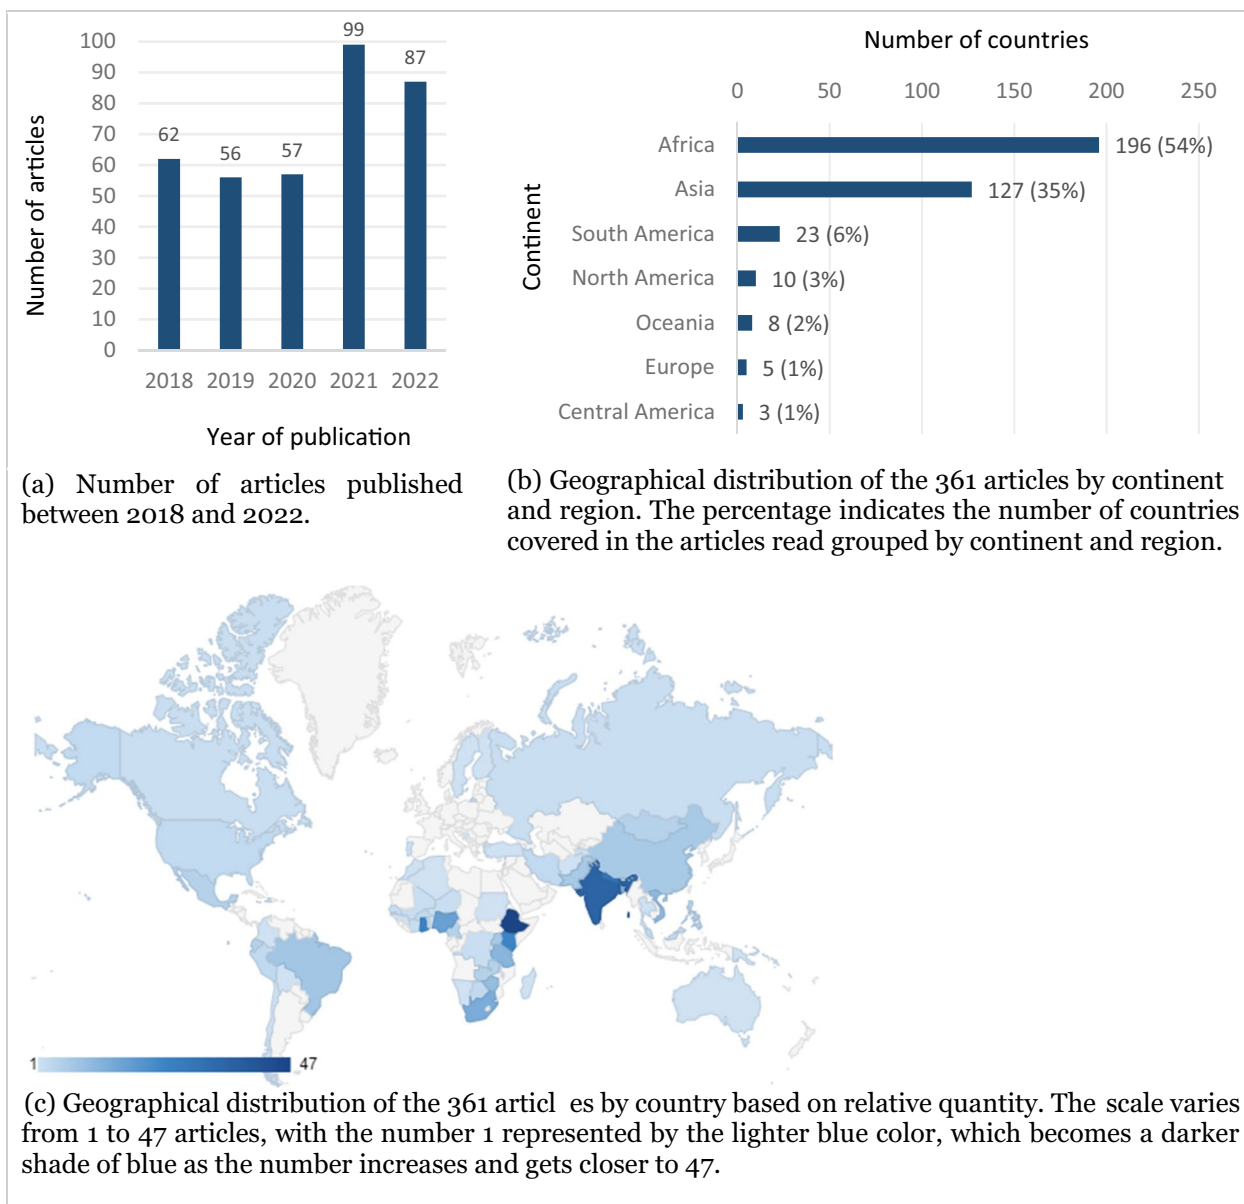 100
90
80
70
60
50
40
30
20
10
0
Number of articles
62
56
57
99
87
2018 2019 2020 2021 2022
Year of publication
(a) Number of articles published
between 2018 and 2022.
Number of countries
0 50 100 150 200 250
Continent
Africa 196 (54%)
Asia 127 (35%)
South America 23 (6%)
North America 10 (3%)
Oceania 8 (2%)
Europe 5 (1%)
Central America 3 (1%)
(b) Geographical distribution of the 361 articles by continent
and region. The percentage indicates the number of countries
covered in the articles read grouped by continent and region.
1 47
(c) Geographical distribution of the 361 articl es by country based on relative quantity. The scale varies
from 1 to 47 articles, with the number 1 represented by the lighter blue color, which becomes a darker
shade of blue as the number increases and gets closer to 47.